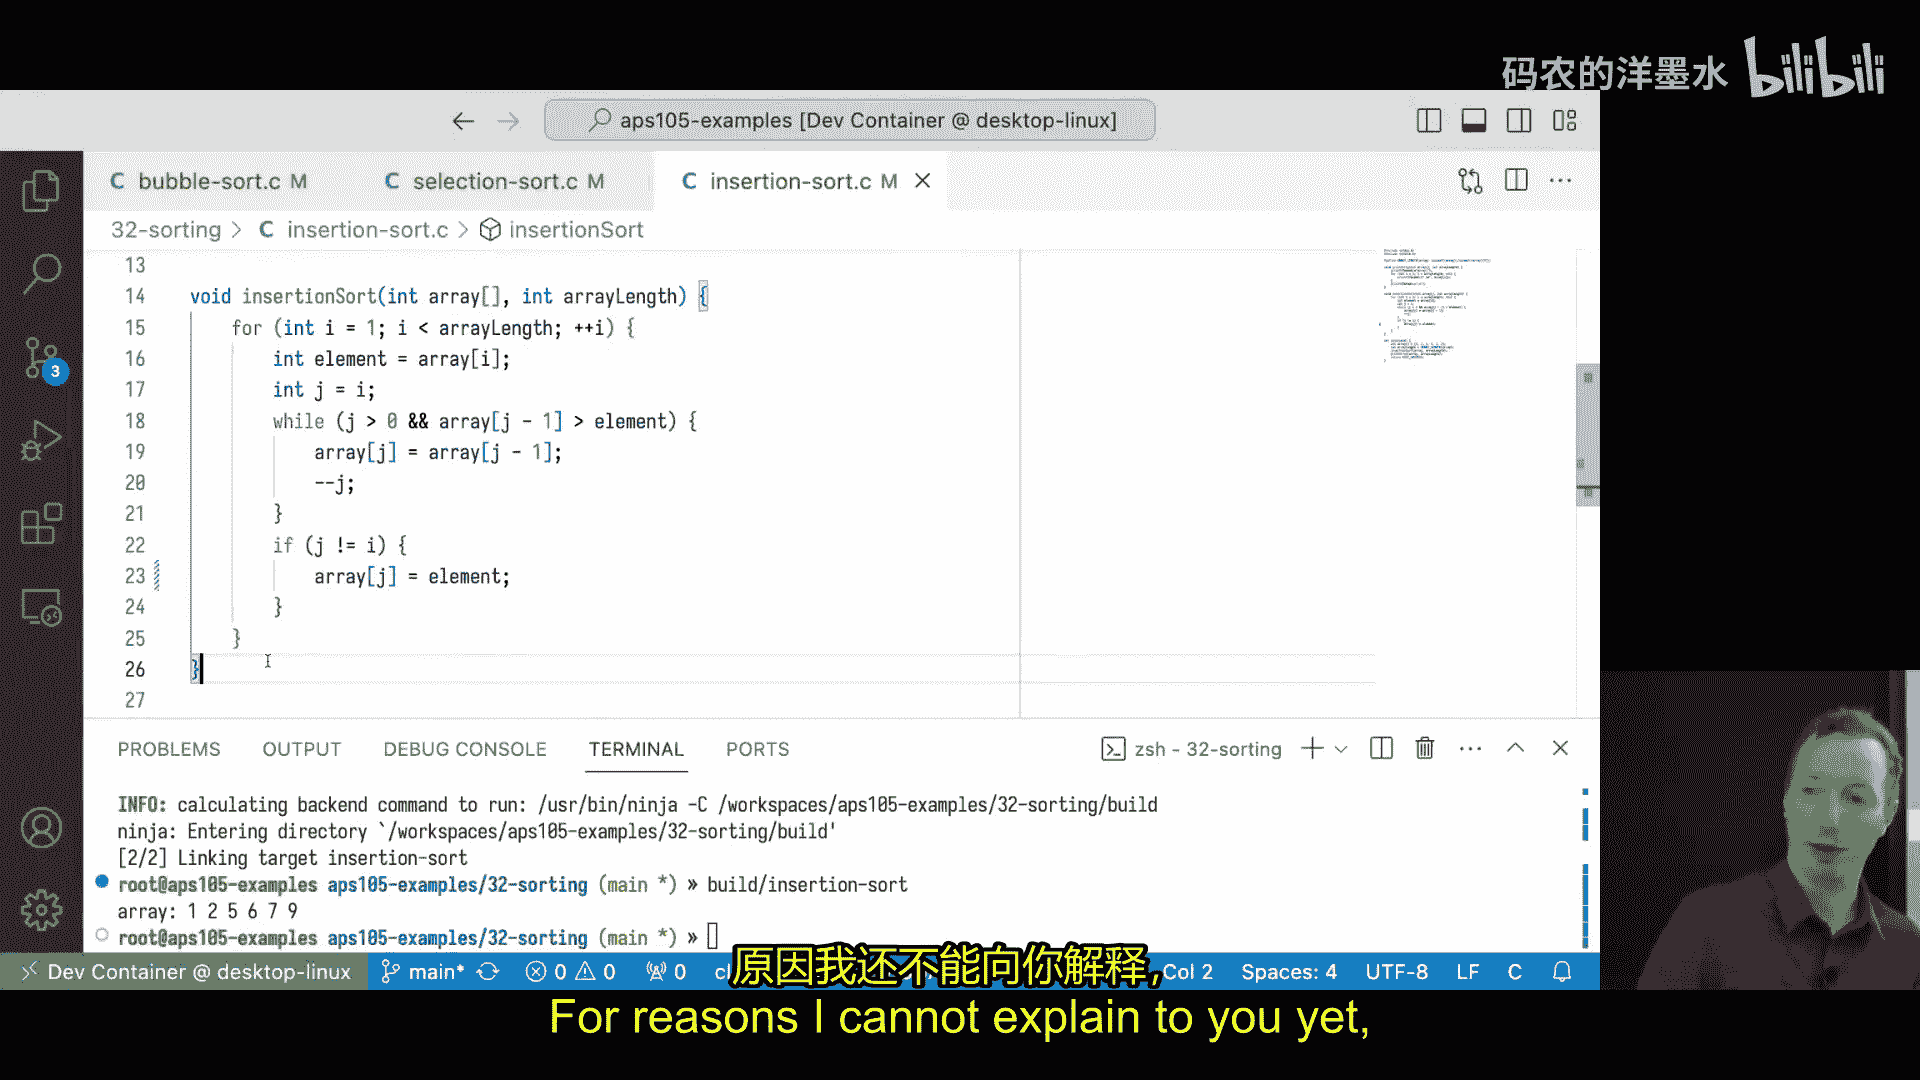 码农的洋墨水 bilibili
aps105-examples [Dev Container @ desktop-linux]
C bubble-sort.c M
C selection-sort.c M
C insertion-sort.c M
32-sorting > C insertion-sort.c > insertionSort
13
14 void insertionSort(int array[], int arrayLength) {
15 for (int i = 1; i < arrayLength; ++i) {
16 int element = array[i];
17 int j = i;
18 while (j > 0 && array[j - 1] > element) {
19 array[j] = array[j - 1];
20 --j;
21 }
22 if (j != i) {
23 array[j] = element;
24 }
25 }
26 }
27
3
PROBLEMS OUTPUT DEBUG CONSOLE TERMINAL PORTS
zsh - 32-sorting
INFO: calculating backend command to run: /usr/bin/ninja -C /workspaces/aps105-examples/32-sorting/build
ninja: Entering directory `/workspaces/aps105-examples/32-sorting/build'
[2/2] Linking target insertion-sort
root@aps105-examples aps105-examples/32-sorting (main *) » build/insertion-sort
array: 1 2 5 6 7 9
root@aps105-examples aps105-examples/32-sorting (main *) »
Dev Container @ desktop-linux main* 0 0 0 Col 2 Spaces: 4 UTF-8 LF C
原因我还不能向你解释,
For reasons I cannot explain to you yet,